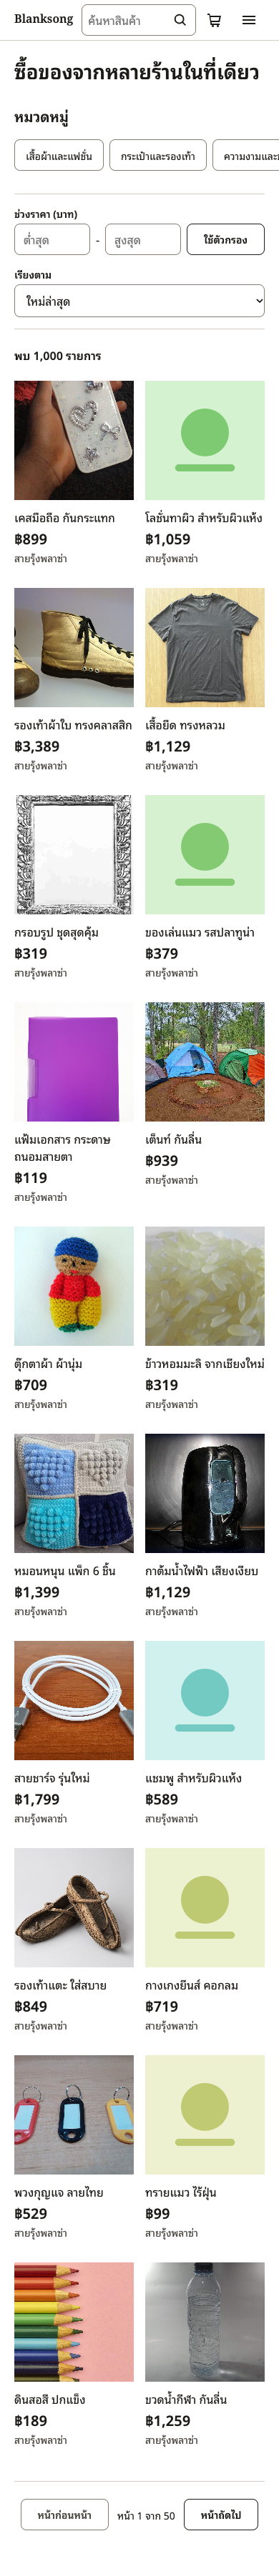 Blanksong
ค้นหาสินค้า
ซื้อของจากหลายร้านในที่เดียว
หมวดหมู่
เสื้อผ้าและแฟชั่น
กระเป๋าและรองเท้า
ช่วงราคา (บาท)
ต่ำสุด - สูงสุด ใช้ตัวกรอง
เรียงตาม
ใหม่ล่าสุด
พบ 1,000 รายการ
เคสมือถือ กันกระแทก
฿899
สายรุ้งพลาซ่า
โลชั่นทาผิว สำหรับผิวแห้ง
฿1,059
สายรุ้งพลาซ่า
รองเท้าผ้าใบ ทรงคลาสสิก
฿3,389
สายรุ้งพลาซ่า
เสื้อยืด ทรงหลวม
฿1,129
สายรุ้งพลาซ่า
กรอบรูป ชุดสุดคุ้ม
฿319
สายรุ้งพลาซ่า
ของเล่นแมว รสปลาทูน่า
฿379
สายรุ้งพลาซ่า
แฟ้มเอกสาร กระดาษ
ถนอมสายตา
฿119
สายรุ้งพลาซ่า
เต็นท์ กันลื่น
฿939
สายรุ้งพลาซ่า
ตุ๊กตาผ้า ผ้านุ่ม
฿709
สายรุ้งพลาซ่า
ข้าวหอมมะลิ จากเชียงใหม่
฿319
สายรุ้งพลาซ่า
หมอนหนุน แพ็ก 6 ชิ้น
฿1,399
สายรุ้งพลาซ่า
กาต้มน้ำไฟฟ้า เสียงเงียบ
฿1,129
สายรุ้งพลาซ่า
สายชาร์จ รุ่นใหม่
฿1,799
สายรุ้งพลาซ่า
แชมพู สำหรับผิวแห้ง
฿589
สายรุ้งพลาซ่า
รองเท้าแตะ ใส่สบาย
฿849
สายรุ้งพลาซ่า
กางเกงยีนส์ คอกลม
฿719
สายรุ้งพลาซ่า
พวงกุญแจ ลายไทย
฿529
สายรุ้งพลาซ่า
ทรายแมว ไร้ฝุ่น
฿99
สายรุ้งพลาซ่า
ดินสอสี ปกแข็ง
฿189
สายรุ้งพลาซ่า
ขวดน้ำกีฬา กันลื่น
฿1,259
สายรุ้งพลาซ่า
หน้าก่อนหน้า หน้า 1 จาก 50 หน้าถัดไป